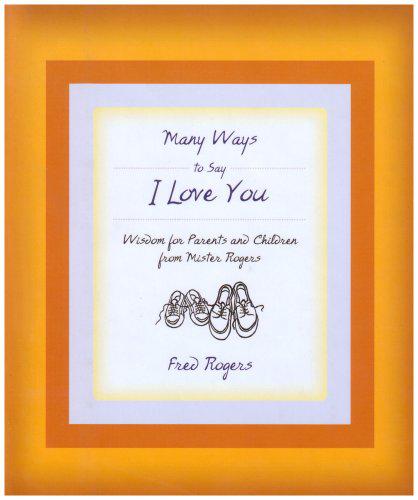 Many Ways
to Say
I Love You
Wisdom for Parents and Children
from Mister Rogers
Fred Rogers